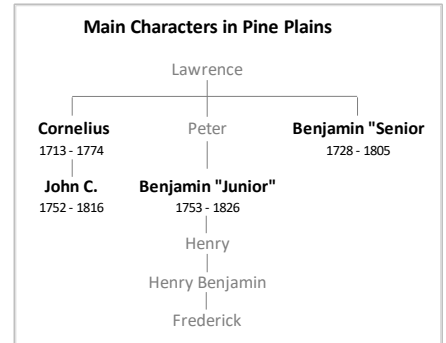 Main Characters in Pine Plains
Lawrence
Cornelius Peter Benjamin "Senior
1713 - 1774 1728 - 1805
John C. Benjamin "Junior"
1752 - 1816 1753 - 1826
Henry
Henry Benjamin
Frederick